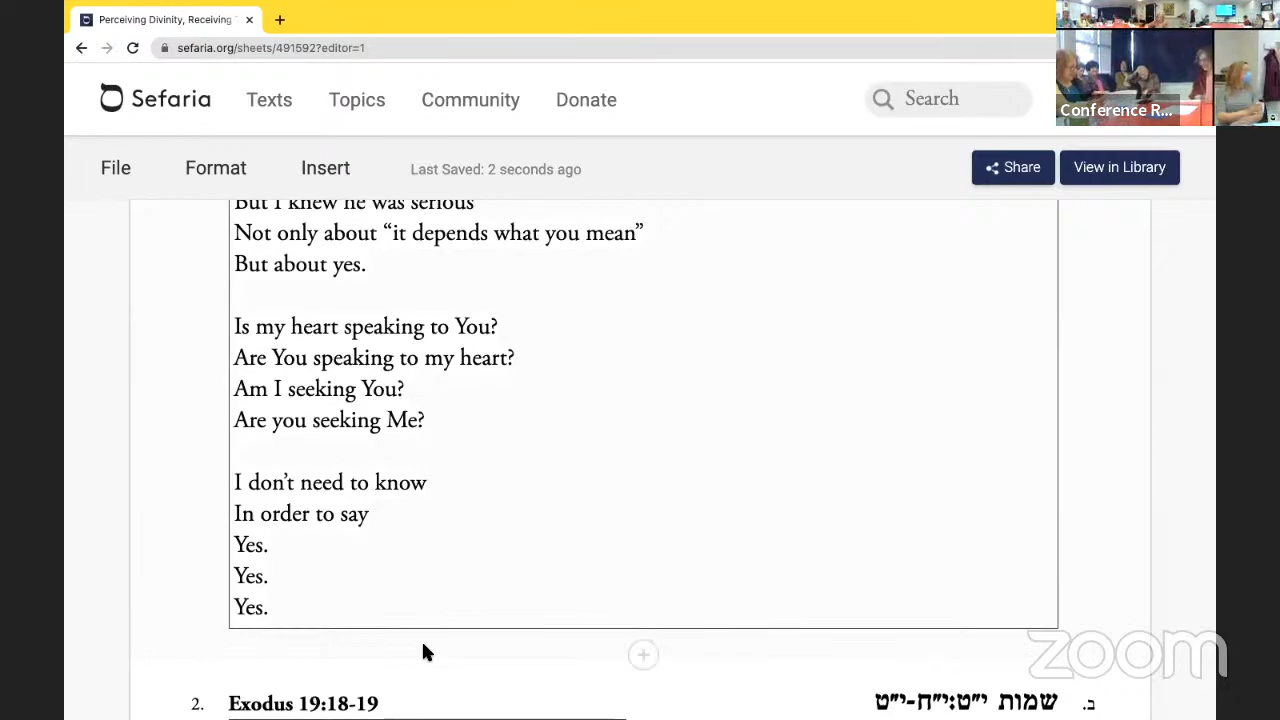 Perceiving Divinity, Receiving
sefaria.org/sheets/491592?editor=1
Sefaria
Texts
Topics
Community
Donate
Search
Conference R...
File
Format
Insert
Last Saved: 2 seconds ago
Share
View in Library
But I knew he was serious
Not only about “it depends what you mean”
But about yes.
Is my heart speaking to You?
Are You speaking to my heart?
Am I seeking You?
Are you seeking Me?
I don’t need to know
In order to say
Yes.
Yes.
Yes.
zoom
2. Exodus 19:18-19
ב. שמות י״ט:י״ח-י״ט